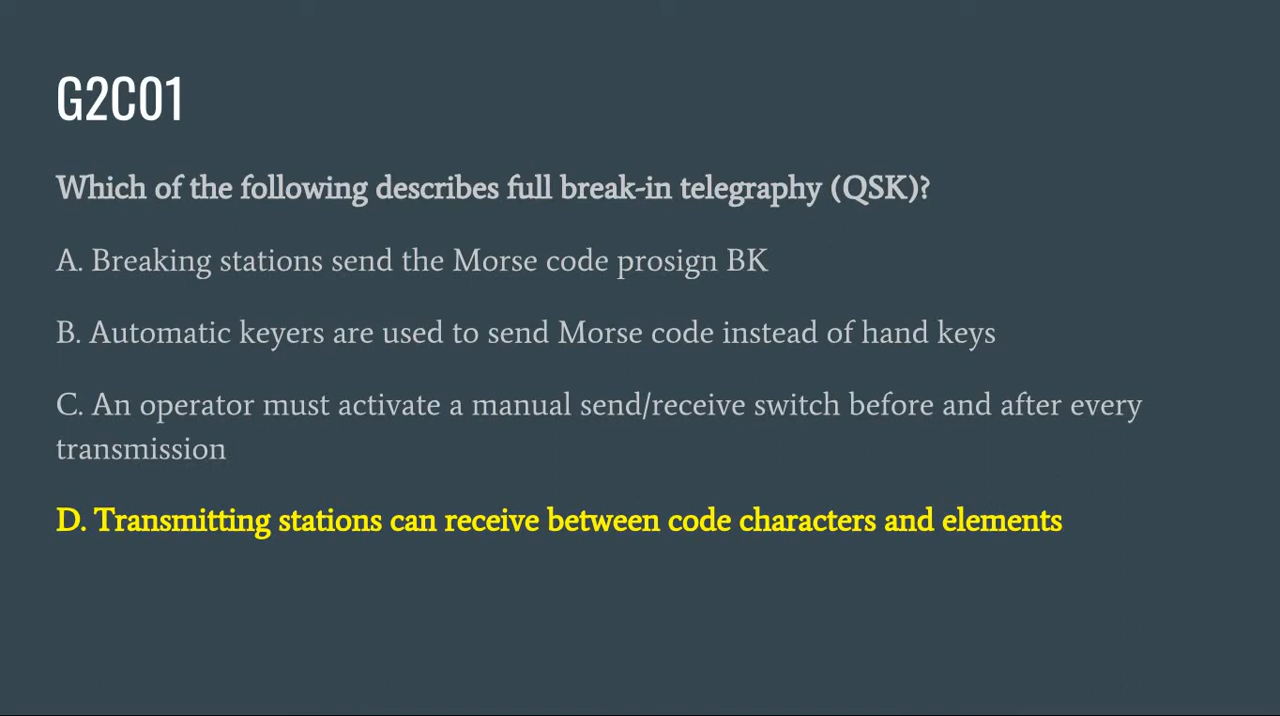 G2C01
Which of the following describes full break-in telegraphy (QSK)?
A. Breaking stations send the Morse code prosign BK
B. Automatic keyers are used to send Morse code instead of hand keys
C. An operator must activate a manual send/receive switch before and after every
transmission
D. Transmitting stations can receive between code characters and elements